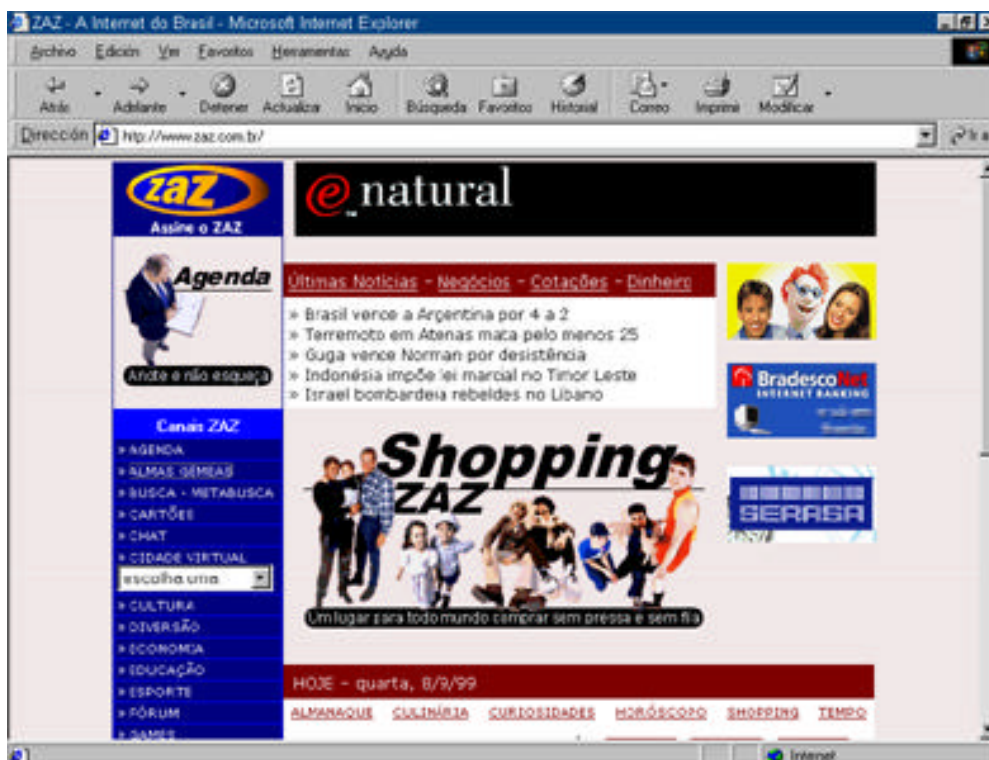 ZAZ - A Internet do Brasil - Microsoft Internet Explorer
Archivo Edición Ver Favoritos Herramientas Ayuda
Atrás Adelante Detener Actualizar Inicio Búsqueda Favoritos Historial Correo Imprimir Modificar
Dirección http://www.zaz.com.br/ Ir a
zaz
Assine o ZAZ
e natural
Agenda
Anote e não esqueça
Últimas Notícias - Negócios - Cotações - Dinheiro
» Brasil vence a Argentina por 4 a 2
» Terremoto em Atenas mata pelo menos 25
» Guga vence Norman por desistência
» Indonésia impõe lei marcial no Timor Leste
» Israel bombardeia rebeldes no Líbano
BradescoNet
INTERNET BANKING
SERASA
Canais ZAZ
» AGENDA
» ALMAS GÊMEAS
» BUSCA - METABUSCA
» CARTÕES
» CHAT
» CIDADE VIRTUAL
escolha uma
» CULTURA
» DIVERSÃO
» ECONOMIA
» EDUCAÇÃO
» ESPORTE
» FÓRUM
» GAMES
Shopping
ZAZ
Um lugar para todo mundo comprar sem pressa e sem fila
HOJE - quarta, 8/9/99
ALMANAQUE CULINÁRIA CURIOSIDADES HORÓSCOPO SHOPPING TEMPO
Internet